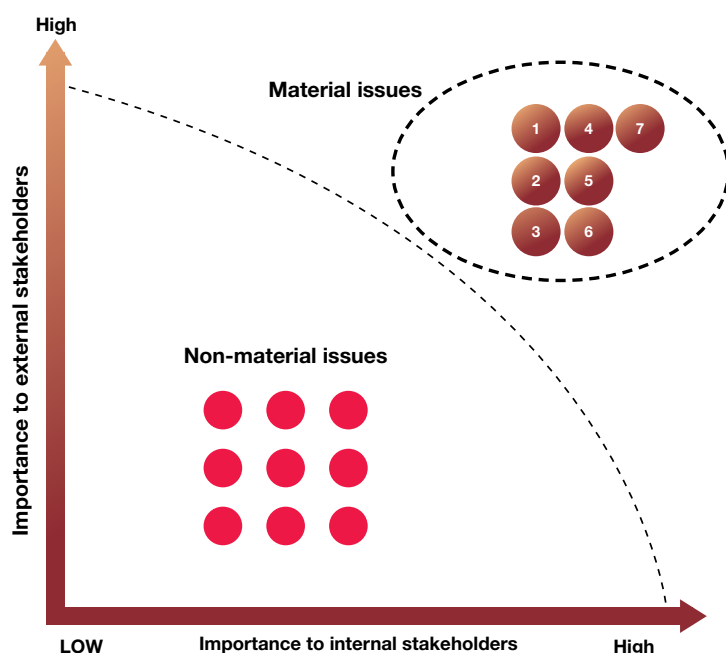 High
Material issues
1 4 7
2 5
3 6
Importance to external stakeholders
Non-material issues
LOW
Importance to internal stakeholders
High